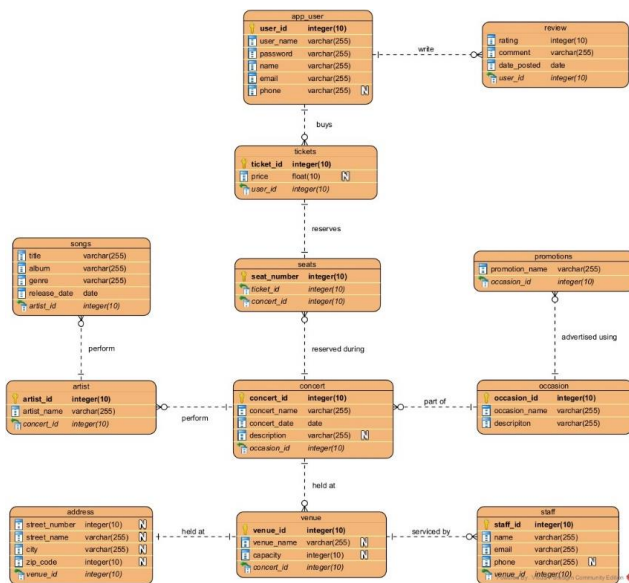 app_user
user_id integer(10)
user_name varchar(255)
password varchar(255)
name varchar(255)
email varchar(255)
phone varchar(255) N
write
review
rating integer(10)
comment varchar(255)
date_posted date
user_id integer(10)
buys
tickets
ticket_id integer(10)
price float(10) N
user_id integer(10)
reserves
songs
title varchar(255)
album varchar(255)
genre varchar(255)
release_date date
artist_id integer(10)
seats
seat_number integer(10)
ticket_id integer(10)
concert_id integer(10)
promotions
promotion_name varchar(255)
occasion_id integer(10)
perform
reserved during
advertised using
artist
artist_id integer(10)
artist_name varchar(255)
concert_id integer(10)
perform
concert
concert_id integer(10)
concert_name varchar(255)
concert_date date
description varchar(255) N
occasion_id integer(10)
part of
occasion
occasion_id integer(10)
occasion_name varchar(255)
descripiton varchar(255)
held at
address
street_number integer(10) N
street_name varchar(255) N
city varchar(255) N
zip_code integer(10) N
venue_id integer(10)
held at
venue
venue_id integer(10)
venue_name varchar(255) N
capacity integer(10) N
concert_id integer(10)
serviced by
staff
staff_id integer(10)
name varchar(255)
email varchar(255)
phone varchar(255) N
venue_id integer(10)
Community Edition